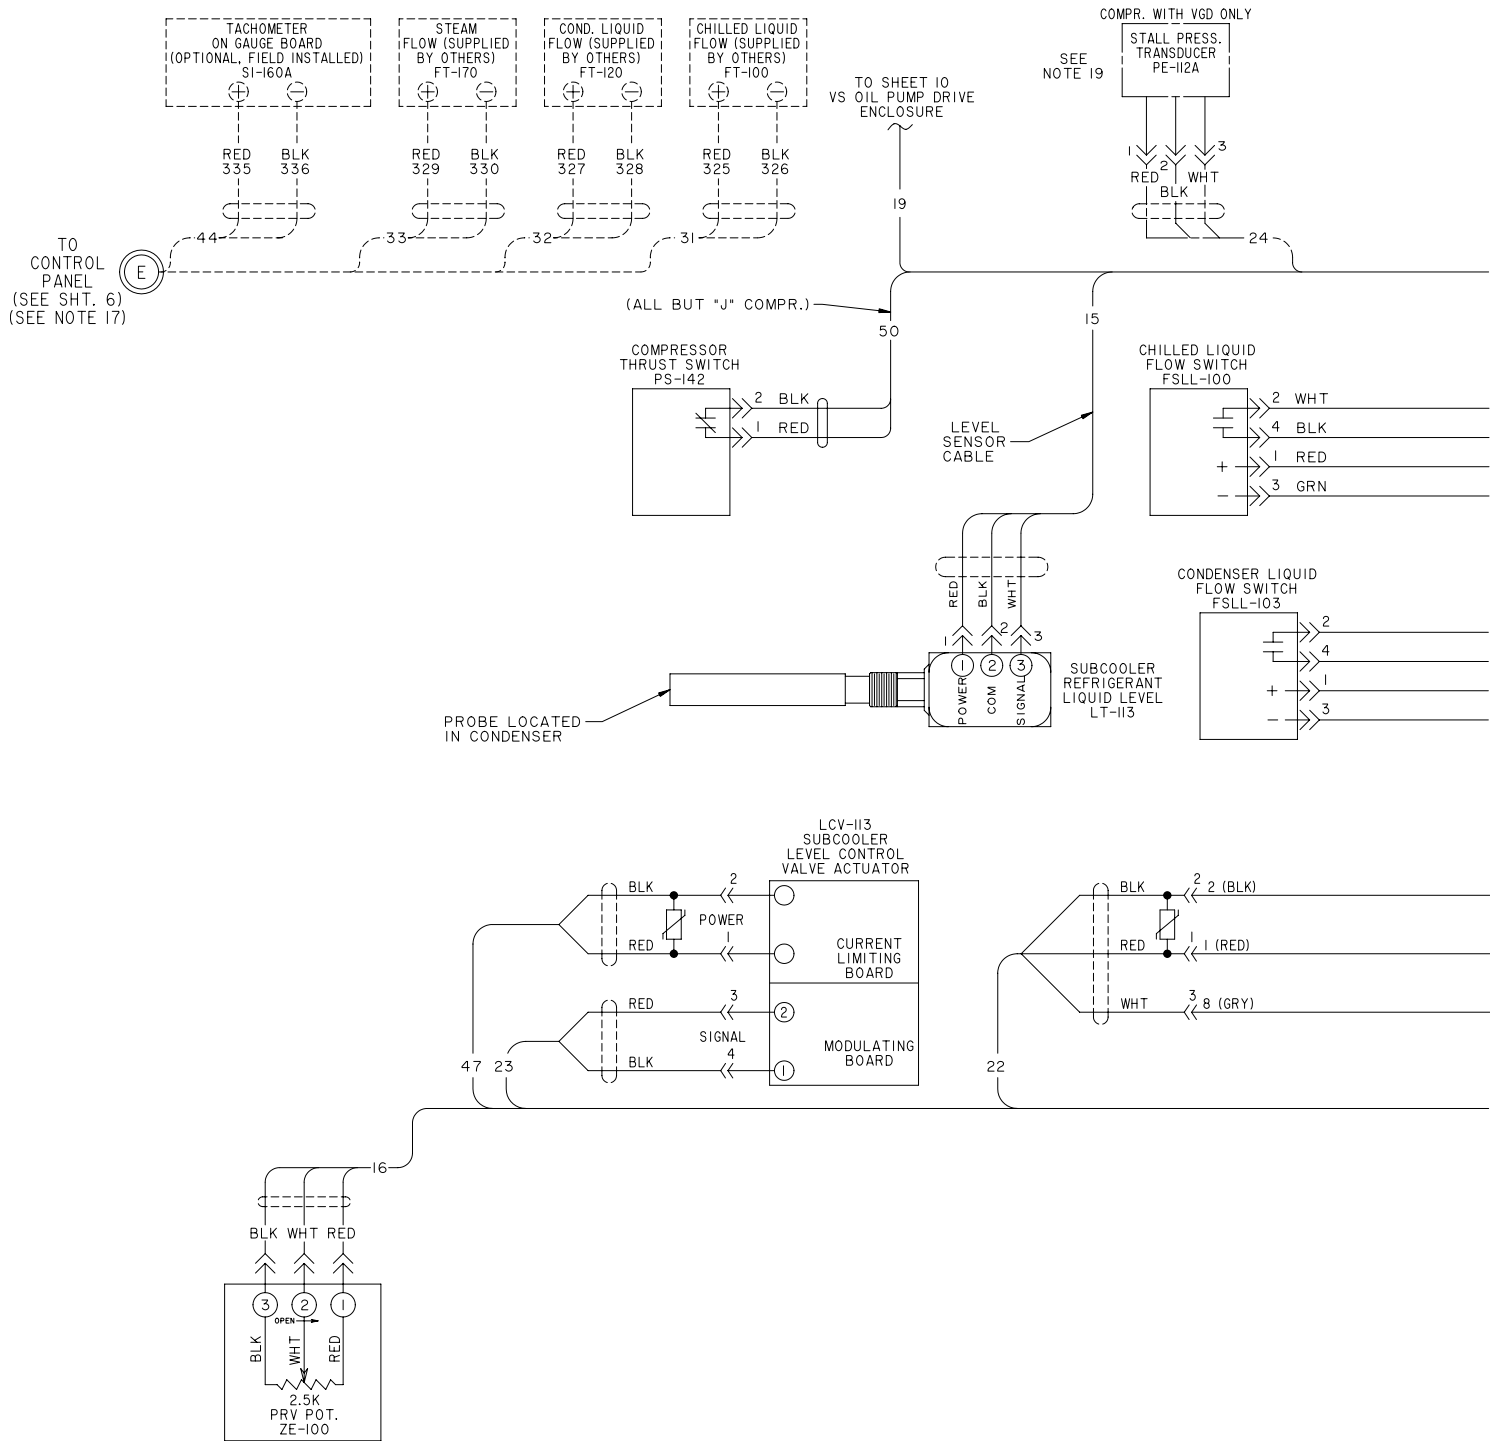 COMPR. WITH VGD ONLY
TACHOMETER
ON GAUGE BOARD
(OPTIONAL, FIELD INSTALLED)
SI-160A
+ −
STEAM
FLOW (SUPPLIED
BY OTHERS)
FT-170
+ −
COND. LIQUID
FLOW (SUPPLIED
BY OTHERS)
FT-120
+ −
CHILLED LIQUID
FLOW (SUPPLIED
BY OTHERS)
FT-100
+ −
TO SHEET 10
VS OIL PUMP DRIVE
ENCLOSURE
SEE
NOTE 19
STALL PRESS.
TRANSDUCER
PE-112A
1 2 3
RED WHT
BLK
RED
335
BLK
336
RED
329
BLK
330
RED
327
BLK
328
RED
325
BLK
326
19
44
33
32
31
24
TO
CONTROL
PANEL
(SEE SHT. 6)
(SEE NOTE 17)
E
(ALL BUT "J" COMPR.)
50
15
COMPRESSOR
THRUST SWITCH
PS-142
2 BLK
1 RED
LEVEL
SENSOR
CABLE
CHILLED LIQUID
FLOW SWITCH
FSLL-100
2 WHT
4 BLK
+ 1 RED
− 3 GRN
RED BLK WHT
1 2 3
1 2 3
POWER COM SIGNAL
SUBCOOLER
REFRIGERANT
LIQUID LEVEL
LT-113
PROBE LOCATED
IN CONDENSER
CONDENSER LIQUID
FLOW SWITCH
FSLL-103
2
4
+ 1
− 3
LCV-113
SUBCOOLER
LEVEL CONTROL
VALVE ACTUATOR
BLK 2
POWER
RED 1
CURRENT
LIMITING
BOARD
RED 3 2
SIGNAL
BLK 4 1
MODULATING
BOARD
47 23
BLK 2 2 (BLK)
RED 1 1 (RED)
WHT 3 8 (GRY)
22
16
BLK WHT RED
3 2 1
OPEN
BLK WHT RED
2.5K
PRV POT.
ZE-100